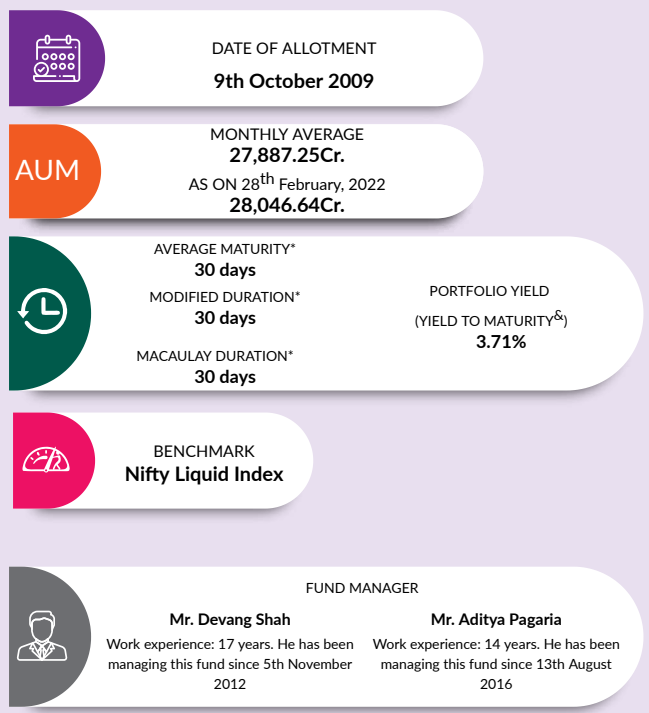 DATE OF ALLOTMENT
9th October 2009
AUM
MONTHLY AVERAGE
27,887.25Cr.
AS ON 28th February, 2022
28,046.64Cr.
AVERAGE MATURITY*
30 days
MODIFIED DURATION*
30 days
MACAULAY DURATION*
30 days
PORTFOLIO YIELD
(YIELD TO MATURITY&)
3.71%
BENCHMARK
Nifty Liquid Index
FUND MANAGER
Mr. Devang Shah
Work experience: 17 years. He has been
managing this fund since 5th November
2012
Mr. Aditya Pagaria
Work experience: 14 years. He has been
managing this fund since 13th August
2016